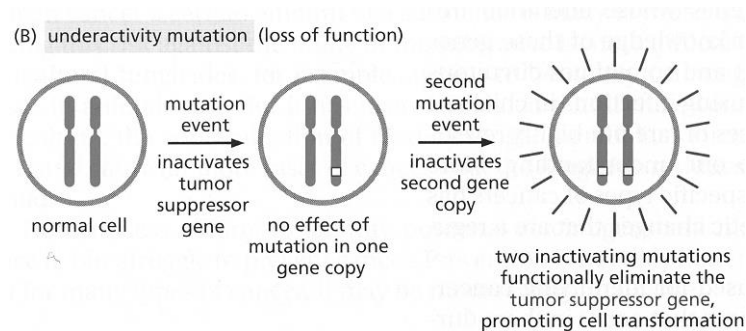 (B) underactivity mutation (loss of function)
mutation
event
inactivates
tumor
suppressor
gene
second
mutation
event
inactivates
second gene
copy
normal cell
no effect of
mutation in one
gene copy
two inactivating mutations
functionally eliminate the
tumor suppressor gene,
promoting cell transformation